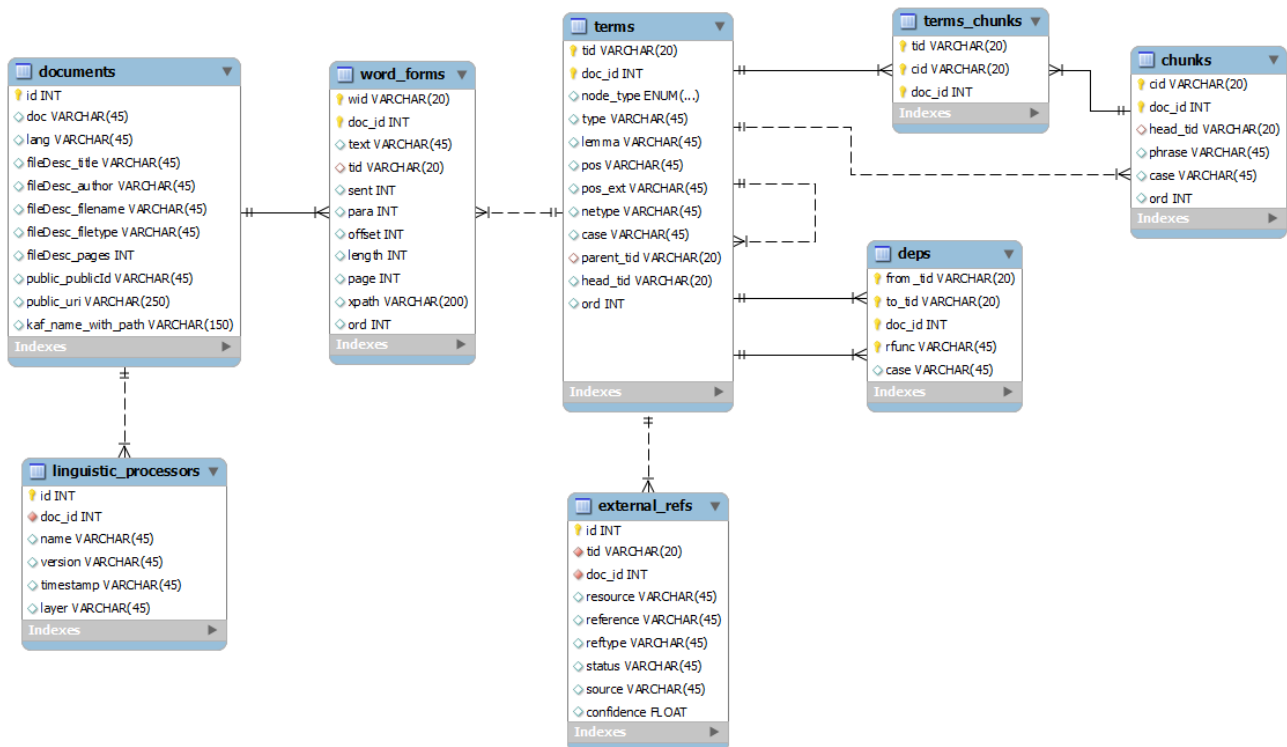 documents
id INT
doc VARCHAR(45)
lang VARCHAR(45)
fileDesc_title VARCHAR(45)
fileDesc_author VARCHAR(45)
fileDesc_filename VARCHAR(45)
fileDesc_filetype VARCHAR(45)
fileDesc_pages INT
public_publicId VARCHAR(45)
public_uri VARCHAR(250)
kaf_name_with_path VARCHAR(150)
Indexes
word_forms
wid VARCHAR(20)
doc_id INT
text VARCHAR(45)
tid VARCHAR(20)
sent INT
para INT
offset INT
length INT
page INT
xpath VARCHAR(200)
ord INT
Indexes
terms
tid VARCHAR(20)
doc_id INT
node_type ENUM(...)
type VARCHAR(45)
lemma VARCHAR(45)
pos VARCHAR(45)
pos_ext VARCHAR(45)
netype VARCHAR(45)
case VARCHAR(45)
parent_tid VARCHAR(20)
head_tid VARCHAR(20)
ord INT
Indexes
terms_chunks
tid VARCHAR(20)
cid VARCHAR(20)
doc_id INT
Indexes
chunks
cid VARCHAR(20)
doc_id INT
head_tid VARCHAR(20)
phrase VARCHAR(45)
case VARCHAR(45)
ord INT
Indexes
deps
from_tid VARCHAR(20)
to_tid VARCHAR(20)
doc_id INT
rfunc VARCHAR(45)
case VARCHAR(45)
Indexes
linguistic_processors
id INT
doc_id INT
name VARCHAR(45)
version VARCHAR(45)
timestamp VARCHAR(45)
layer VARCHAR(45)
Indexes
external_refs
id INT
tid VARCHAR(20)
doc_id INT
resource VARCHAR(45)
reference VARCHAR(45)
reftype VARCHAR(45)
status VARCHAR(45)
source VARCHAR(45)
confidence FLOAT
Indexes